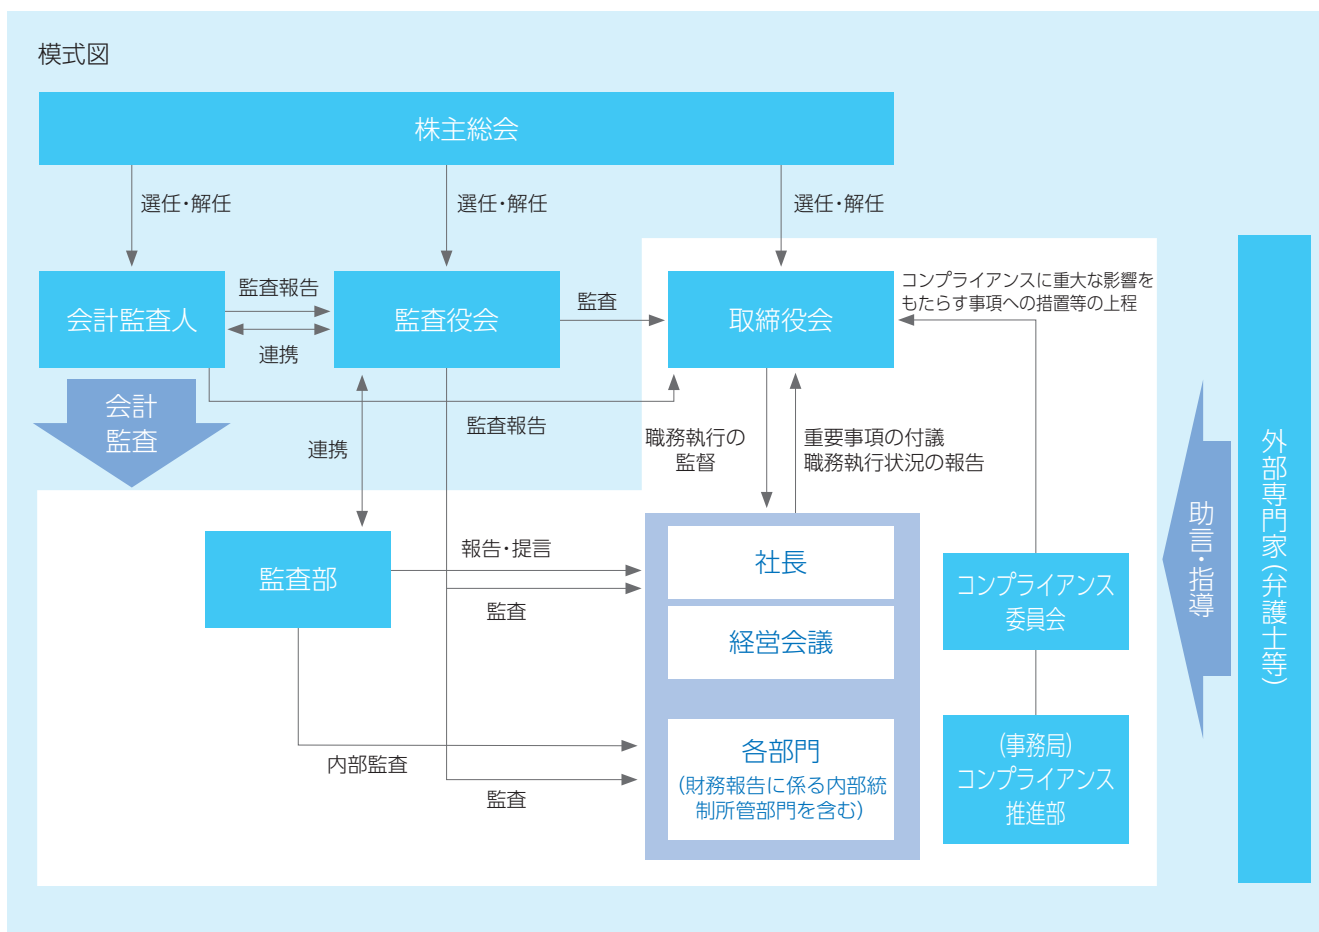 模式図
株主総会
選任・解任
選任・解任
選任・解任
会計監査人
監査報告
連携
監査役会
監査
取締役会
コンプライアンスに重大な影響を
もたらす事項への措置等の上程
会計
監査
監査報告
連携
職務執行の
監督
重要事項の付議
職務執行状況の報告
監査部
報告・提言
監査
社長
経営会議
内部監査
監査
各部門
(財務報告に係る内部統
制所管部門を含む)
コンプライアンス
委員会
(事務局)
コンプライアンス
推進部
助言・指導
外部専門家(弁護士等)